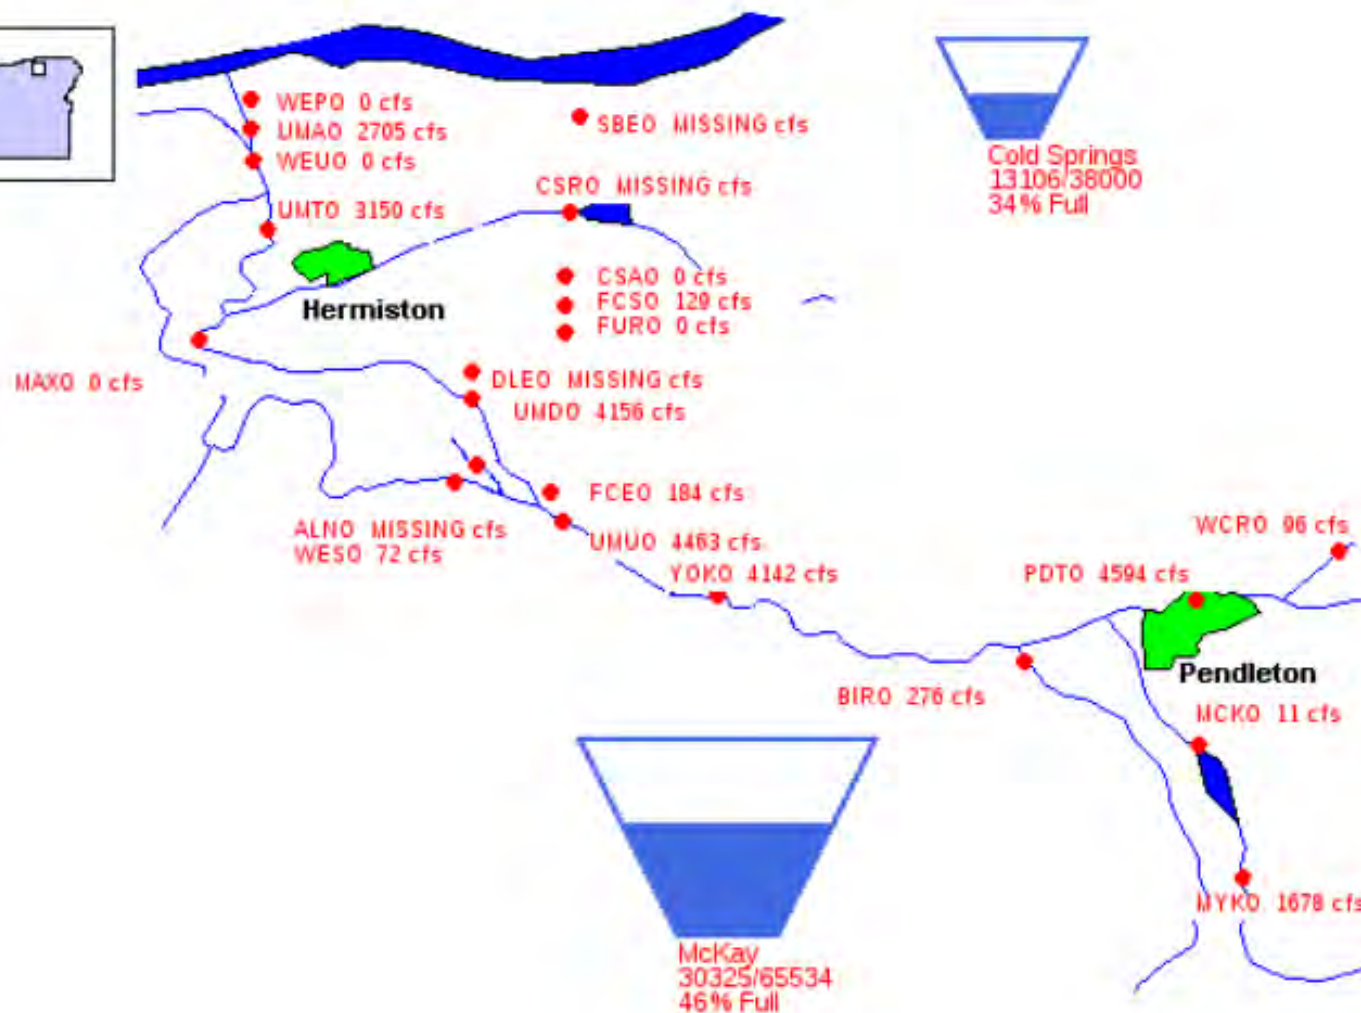 WEPO 0 cfs
UMAO 2705 cfs
WEUO 0 cfs
SBEO MISSING cfs
Cold Springs
13106/38000
34% Full
CSRO MISSING cfs
UMTO 3150 cfs
CSAO 0 cfs
FCSO 129 cfs
FURO 0 cfs
Hermiston
MAXO 0 cfs
DLEO MISSING cfs
UMDO 4156 cfs
FCEO 184 cfs
ALNO MISSING cfs
WESO 72 cfs
UMUO 4463 cfs
YOKO 4142 cfs
WCRO 96 cfs
PDTO 4594 cfs
Pendleton
BIRO 276 cfs
MCKO 11 cfs
MYKO 1678 cfs
McKay
30325/65534
46% Full